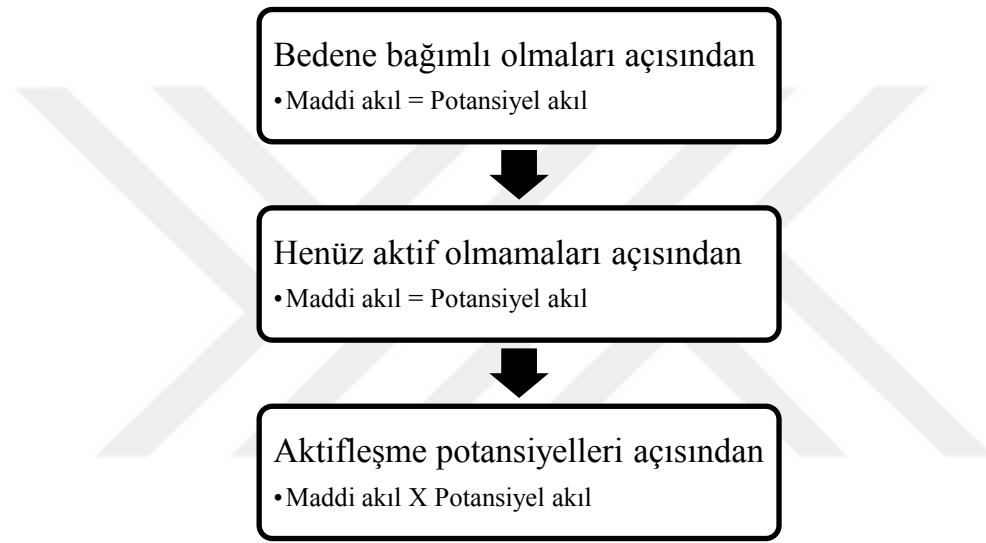 Bedene bağımlı olmaları açısından
•Maddi akıl = Potansiyel akıl
Henüz aktif olmamaları açısından
•Maddi akıl = Potansiyel akıl
Aktifleşme potansiyelleri açısından
•Maddi akıl X Potansiyel akıl